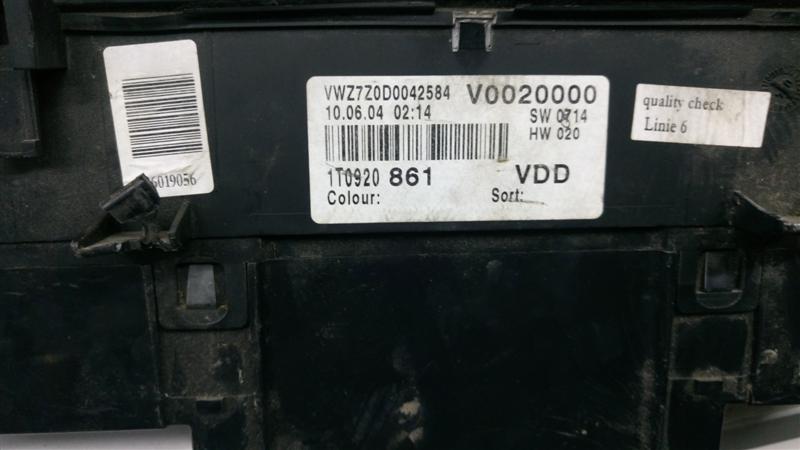 6019056
VWZ7Z0D0042584 V0020000
10.06.04 02:14 SW 0714
HW 020
1T0920 861 VDD
Colour: Sort:
quality check
Linie 6